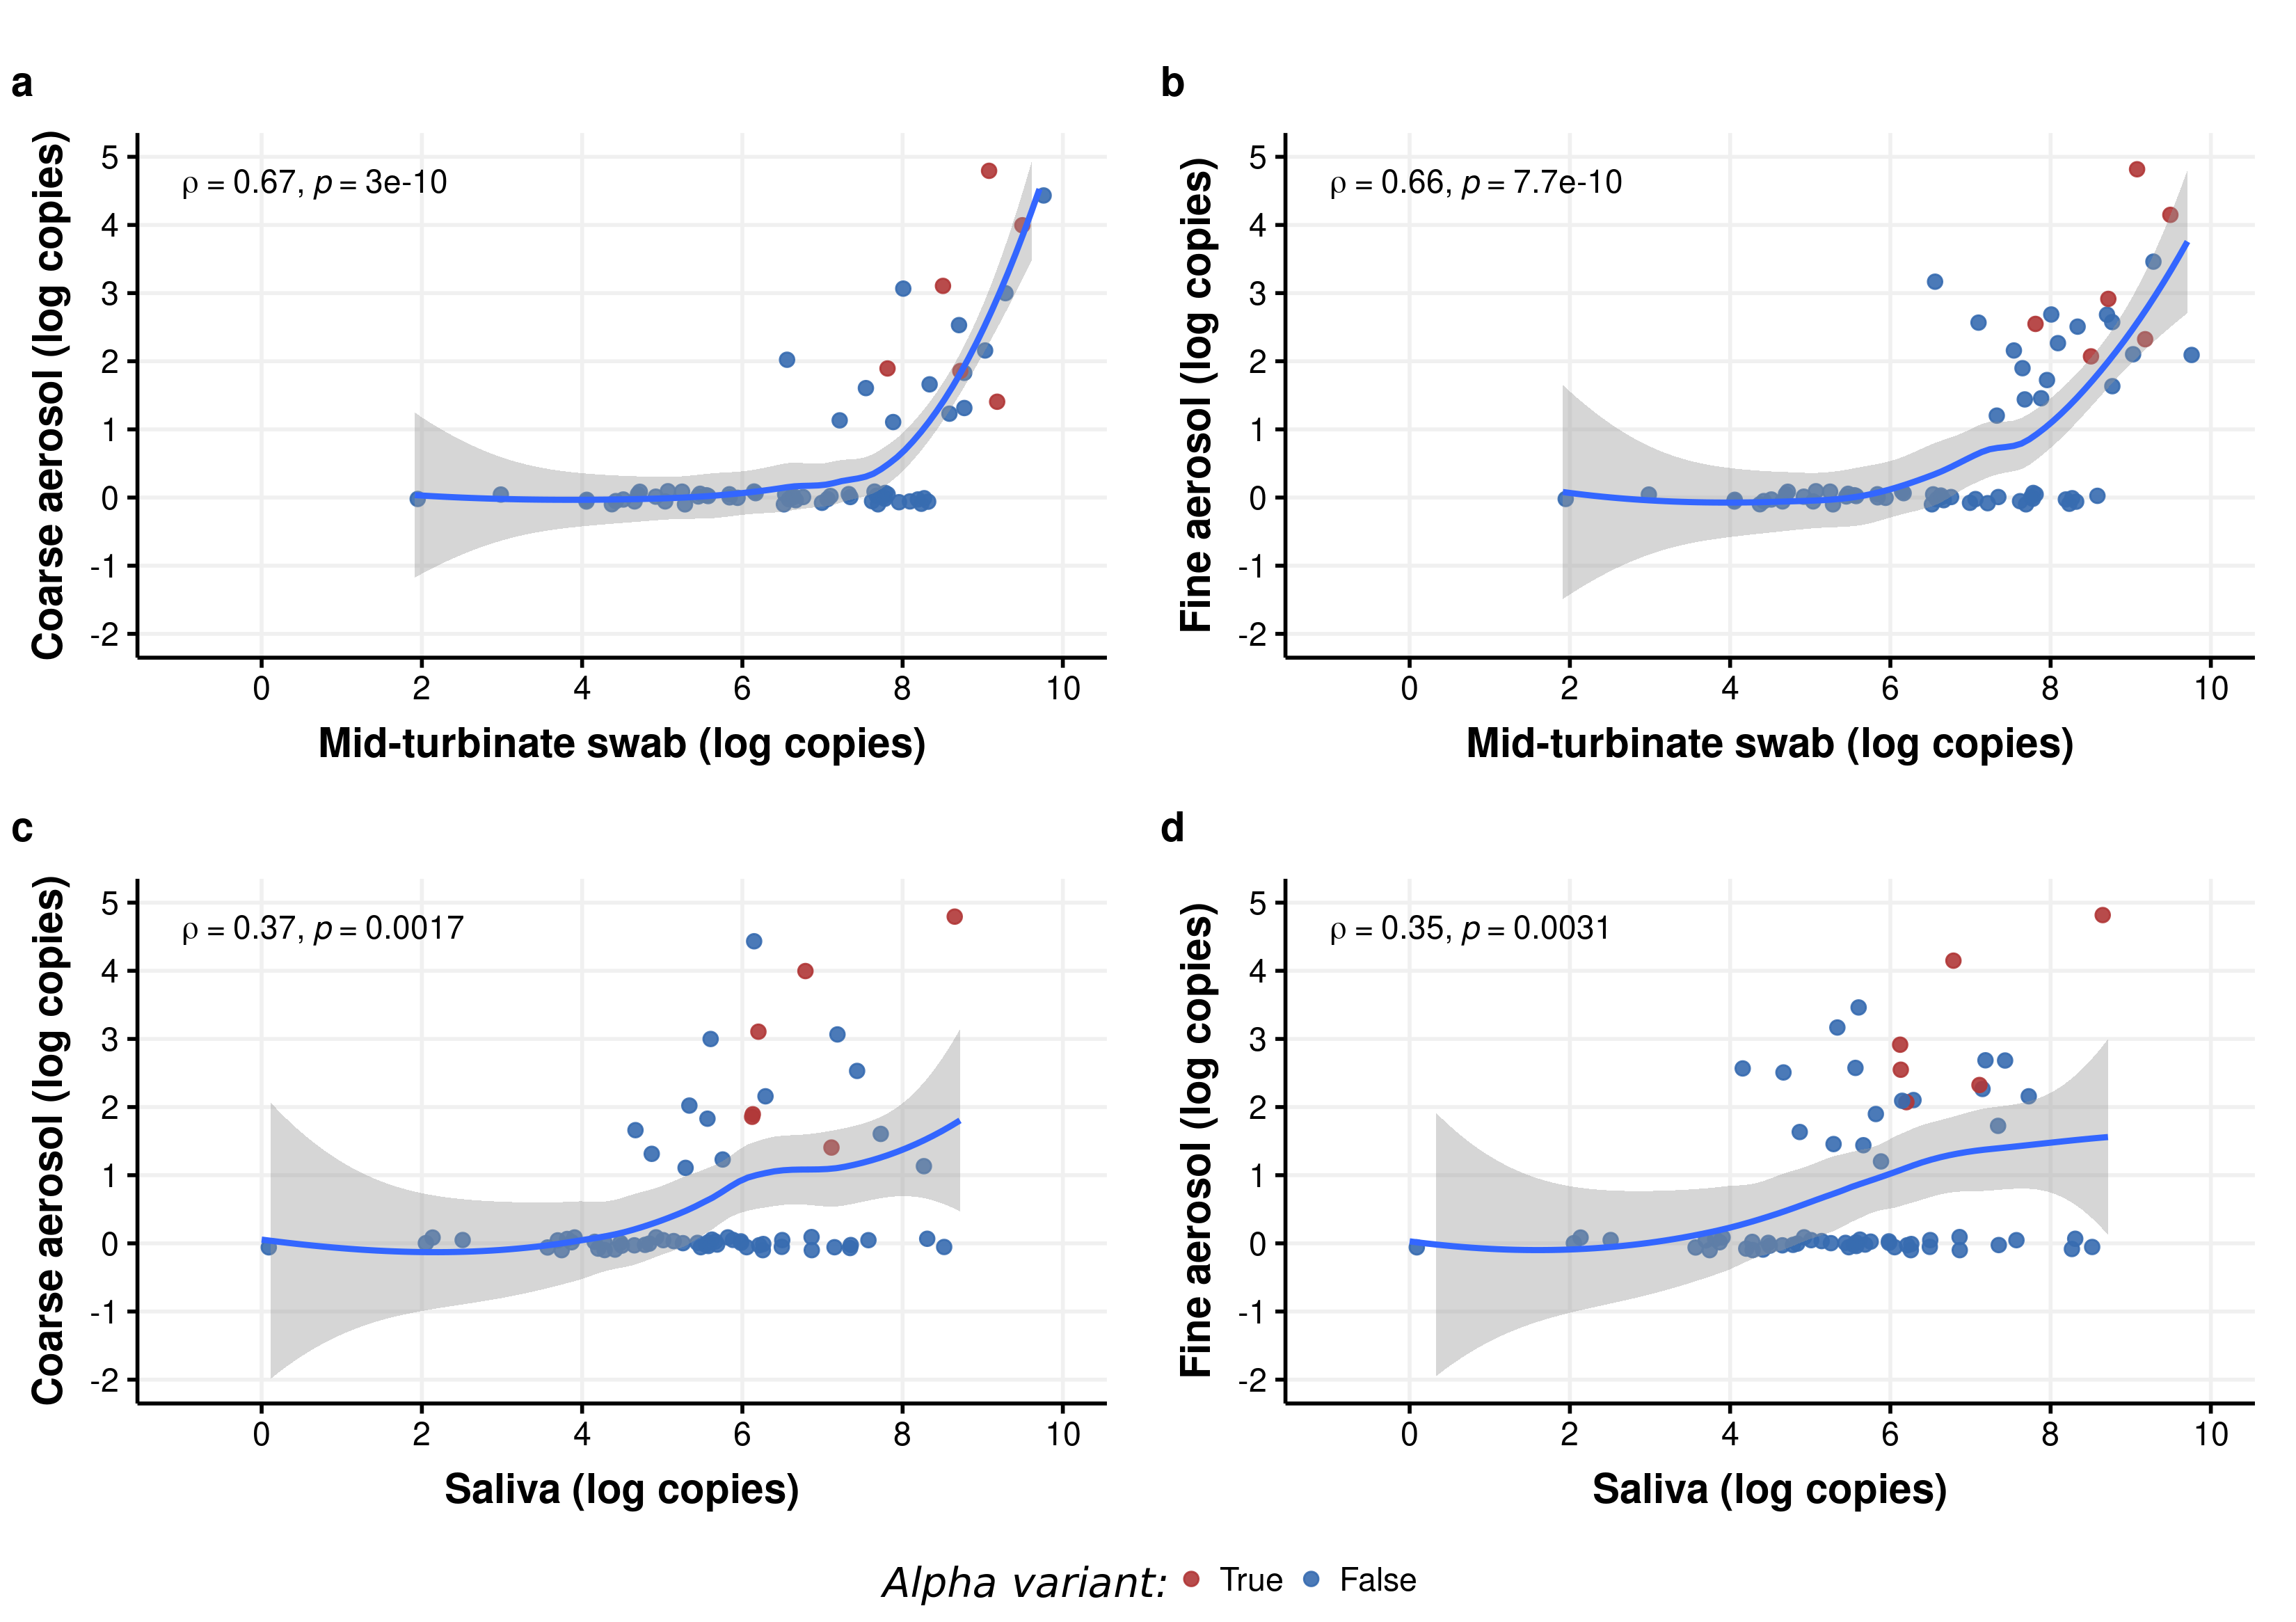 a
b
Coarse aerosol (log copies)
5
4
3
2
1
0
-1
-2
ρ = 0.67, p = 3e-10
0 2 4 6 8 10
Mid-turbinate swab (log copies)
Fine aerosol (log copies)
5
4
3
2
1
0
-1
-2
ρ = 0.66, p = 7.7e-10
0 2 4 6 8 10
Mid-turbinate swab (log copies)
c
d
Coarse aerosol (log copies)
5
4
3
2
1
0
-1
-2
ρ = 0.37, p = 0.0017
0 2 4 6 8 10
Saliva (log copies)
Fine aerosol (log copies)
5
4
3
2
1
0
-1
-2
ρ = 0.35, p = 0.0031
0 2 4 6 8 10
Saliva (log copies)
Alpha variant: True False